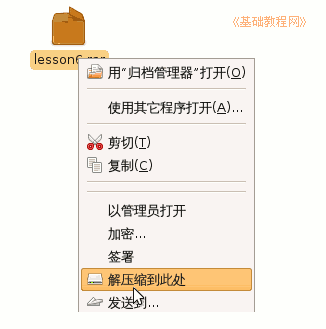 《基础教程网》
用"归档管理器"打开(O)
使用其它程序打开(A)...
剪切(T)
复制(C)
以管理员打开
加密...
签署
解压缩到此处
发送到...